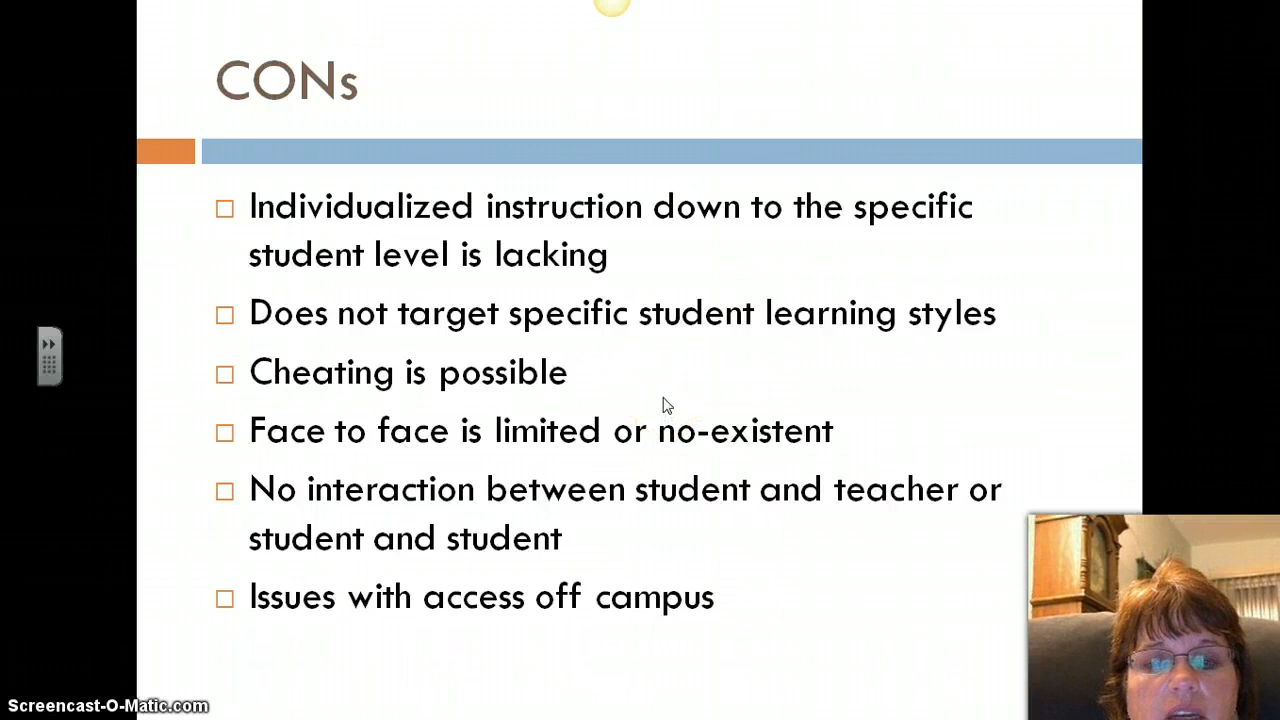 CONs
Individualized instruction down to the specific
student level is lacking
Does not target specific student learning styles
Cheating is possible
Face to face is limited or no-existent
No interaction between student and teacher or
student and student
Issues with access off campus
Screencast-O-Matic.com